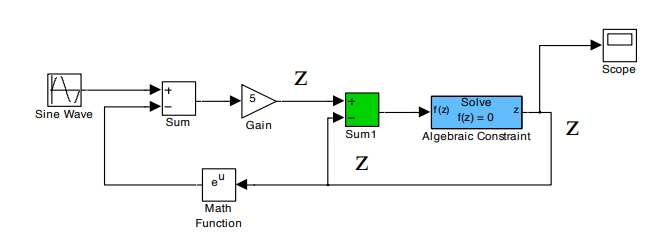 Z
Z
Z
Sine Wave
+
−
Sum
5
Gain
+
−
Sum1
Solve
f(z)
f(z) = 0
z
Algebraic Constraint
Scope
e^u
Math
Function